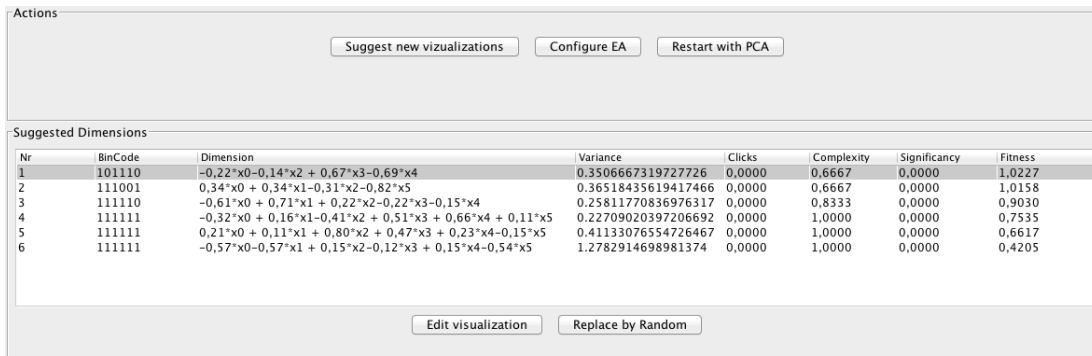 Actions
Suggest new vizualizations Configure EA Restart with PCA
Suggested Dimensions
Nr BinCode Dimension Variance Clicks Complexity Significancy Fitness
1 101110 -0,22*x0-0,14*x2 + 0,67*x3-0,69*x4 0.3506667319727726 0,0000 0,6667 0,0000 1,0227
2 111001 0,34*x0 + 0,34*x1-0,31*x2-0,82*x5 0.36518435619417466 0,0000 0,6667 0,0000 1,0158
3 111110 -0,61*x0 + 0,71*x1 + 0,22*x2-0,22*x3-0,15*x4 0.25811770836976317 0,0000 0,8333 0,0000 0,9030
4 111111 -0,32*x0 + 0,16*x1-0,41*x2 + 0,51*x3 + 0,66*x4 + 0,11*x5 0.22709020397206692 0,0000 1,0000 0,0000 0,7535
5 111111 0,21*x0 + 0,11*x1 + 0,80*x2 + 0,47*x3 + 0,23*x4-0,15*x5 0.41133076554726467 0,0000 1,0000 0,0000 0,6617
6 111111 -0,57*x0-0,57*x1 + 0,15*x2-0,12*x3 + 0,15*x4-0,54*x5 1.2782914698981374 0,0000 1,0000 0,0000 0,4205
Edit visualization Replace by Random